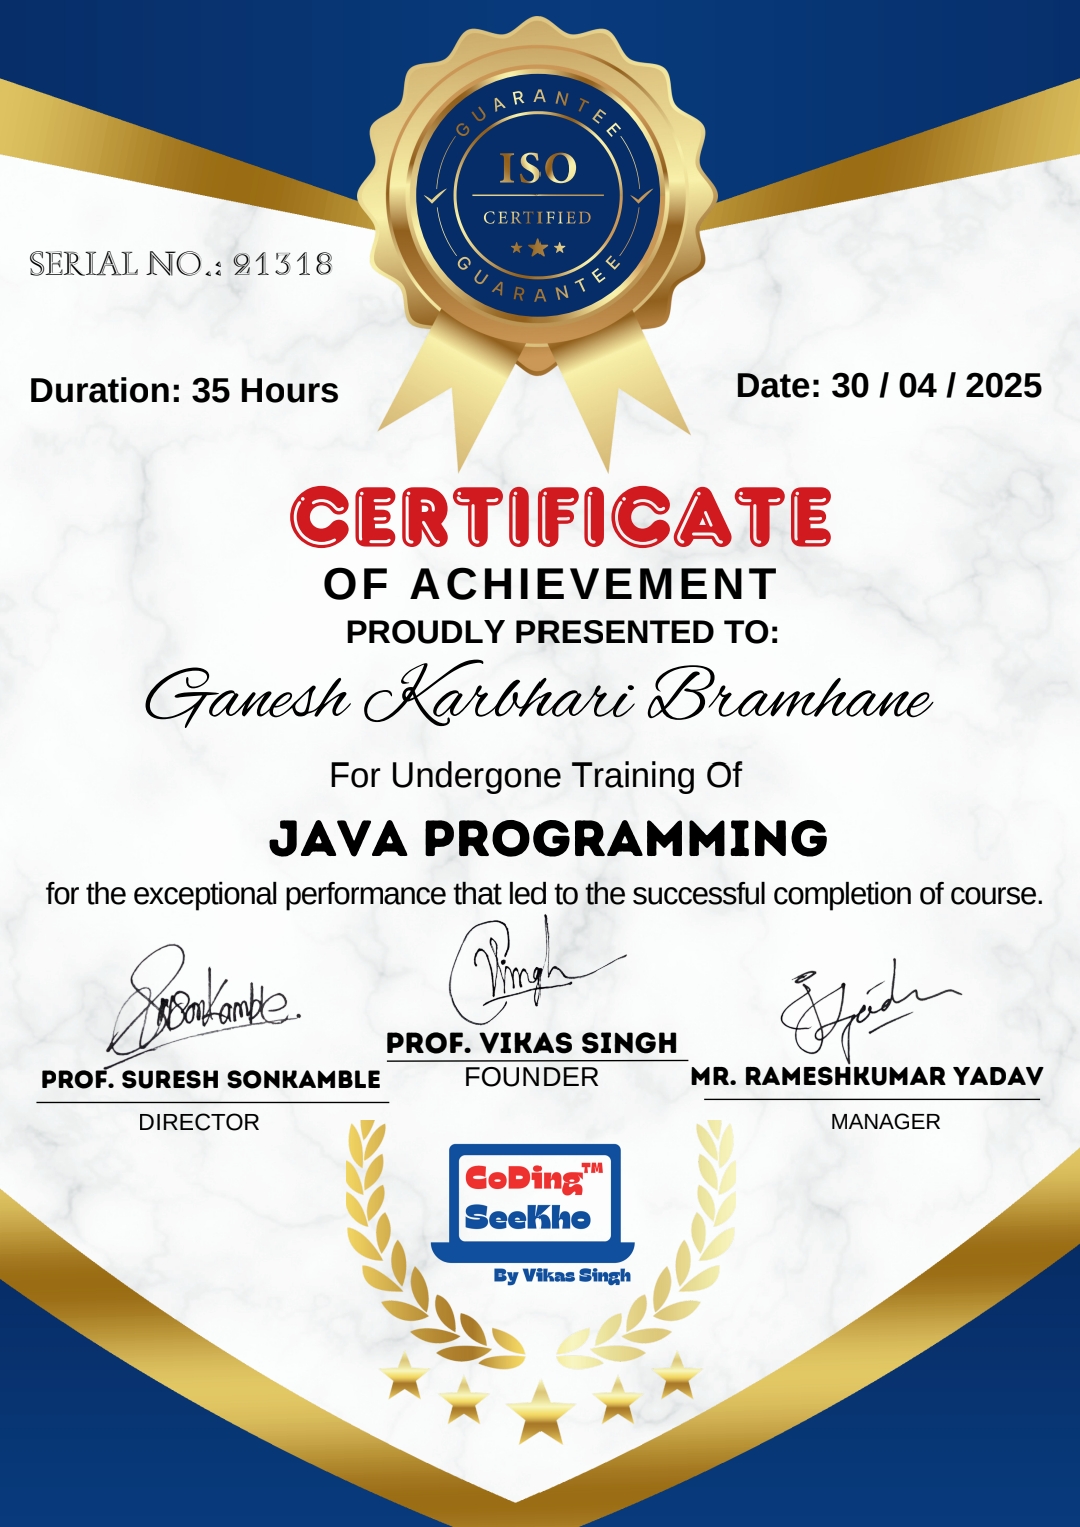 GUARANTEE
ISO
CERTIFIED
GUARANTEE
SERIAL NO.: 21318
Duration: 35 Hours
Date: 30 / 04 / 2025
CERTIFICATE
OF ACHIEVEMENT
PROUDLY PRESENTED TO:
Ganesh Karbhari Bramhane
For Undergone Training Of
JAVA PROGRAMMING
for the exceptional performance that led to the successful completion of course.
PROF. SURESH SONKAMBLE
DIRECTOR
PROF. VIKAS SINGH
FOUNDER
MR. RAMESHKUMAR YADAV
MANAGER
CoDing™
SeeKho
By Vikas Singh